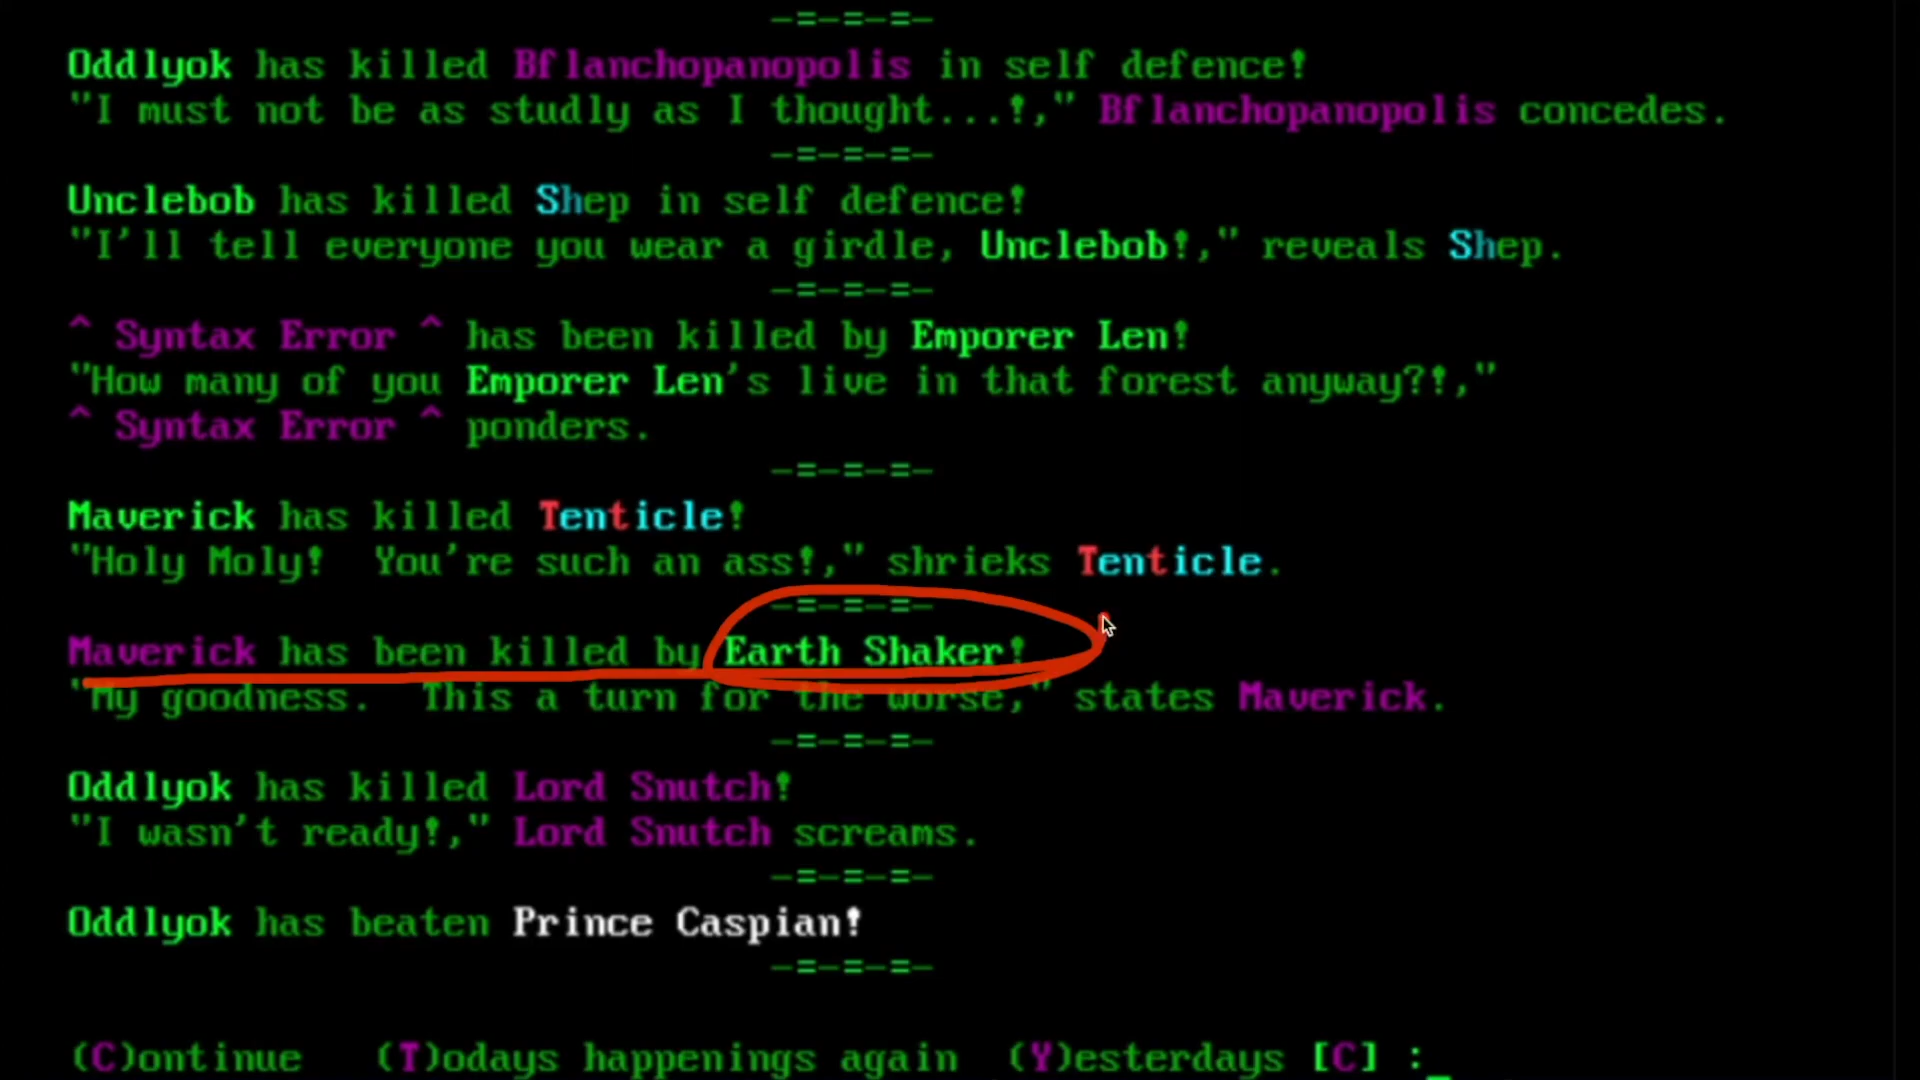 -=-=-=-
Oddlyok has killed Bflanchopanopolis in self defence!
"I must not be as studly as I thought...!," Bflanchopanopolis concedes.
-=-=-=-
Unclebob has killed Shep in self defence!
"I'll tell everyone you wear a girdle, Unclebob!," reveals Shep.
-=-=-=-
^ Syntax Error ^ has been killed by Emporer Len!
"How many of you Emporer Len's live in that forest anyway?!,"
^ Syntax Error ^ ponders.
-=-=-=-
Maverick has killed Tenticle!
"Holy Moly!  You're such an ass!," shrieks Tenticle.
-=-=-=-
Maverick has been killed by Earth Shaker!
"My goodness.  This a turn for the worse," states Maverick.
-=-=-=-
Oddlyok has killed Lord Snutch!
"I wasn't ready!," Lord Snutch screams.
-=-=-=-
Oddlyok has beaten Prince Caspian!
-=-=-=-
(C)ontinue   (T)odays happenings again  (Y)esterdays [C] :_